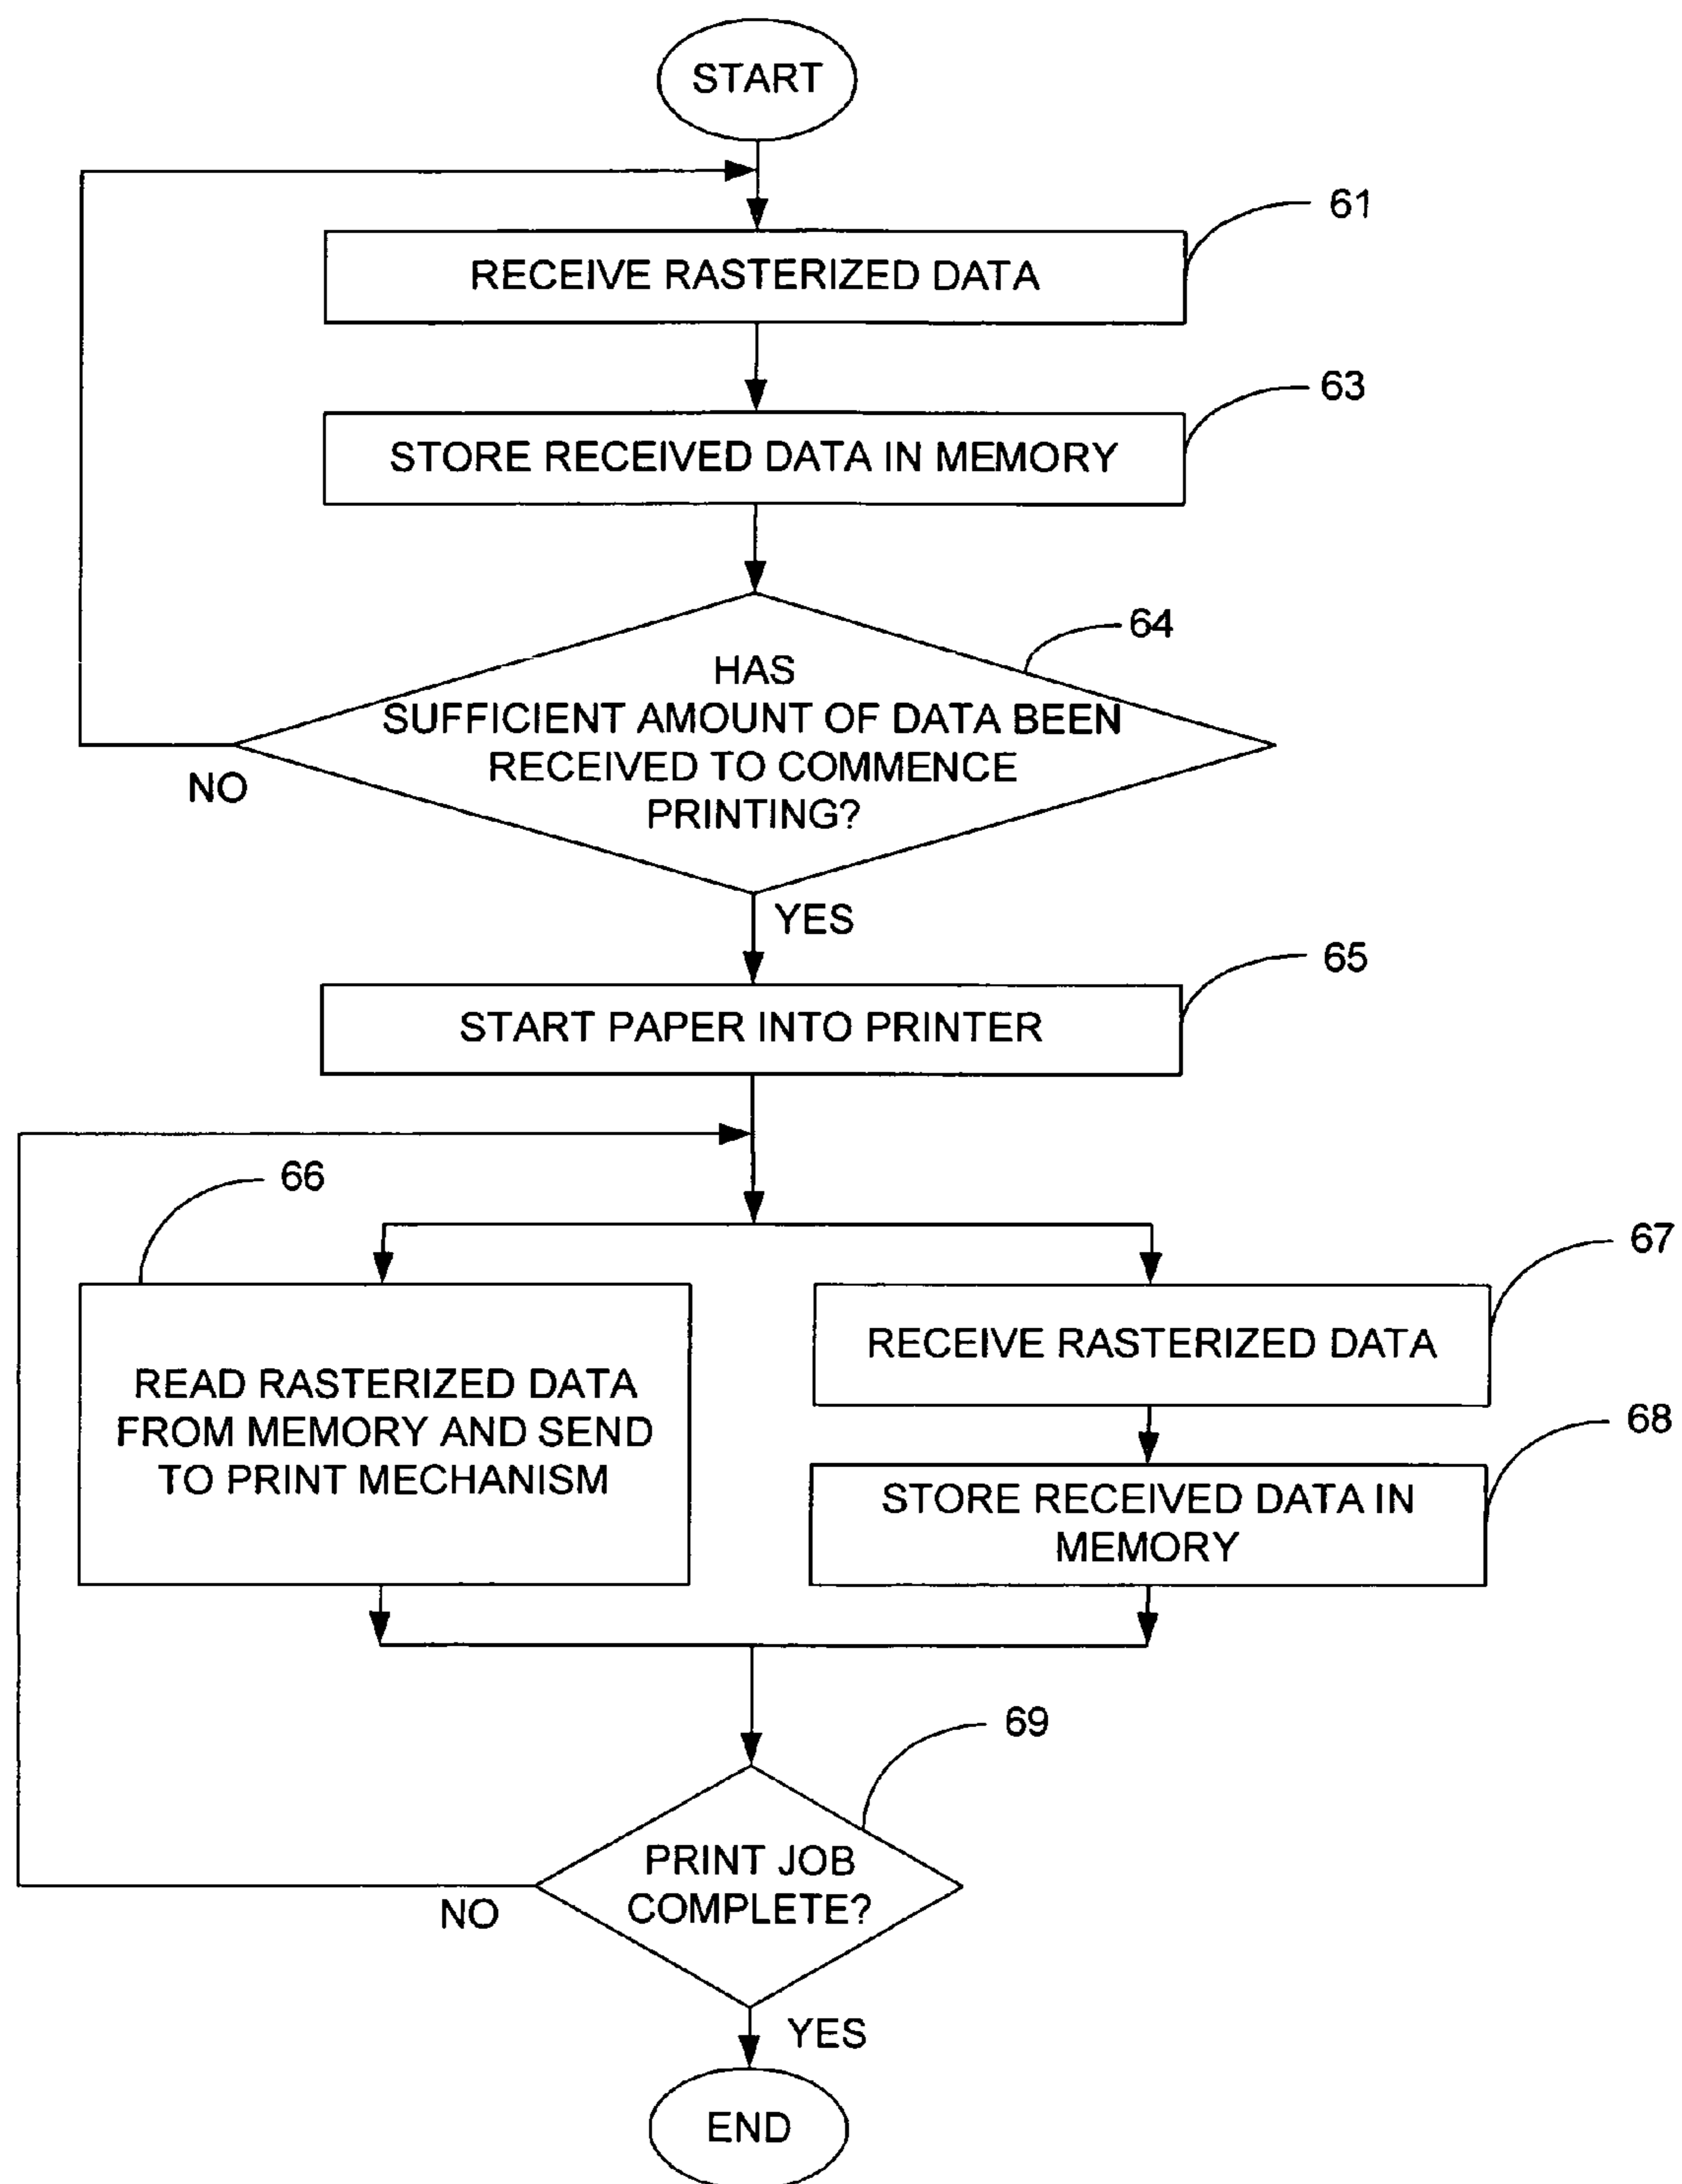 START
61
RECEIVE RASTERIZED DATA
63
STORE RECEIVED DATA IN MEMORY
64
HAS
SUFFICIENT AMOUNT OF DATA BEEN
RECEIVED TO COMMENCE
PRINTING?
NO
YES
65
START PAPER INTO PRINTER
66
67
RECEIVE RASTERIZED DATA
READ RASTERIZED DATA
FROM MEMORY AND SEND
TO PRINT MECHANISM
68
STORE RECEIVED DATA IN
MEMORY
69
PRINT JOB
COMPLETE?
NO
YES
END